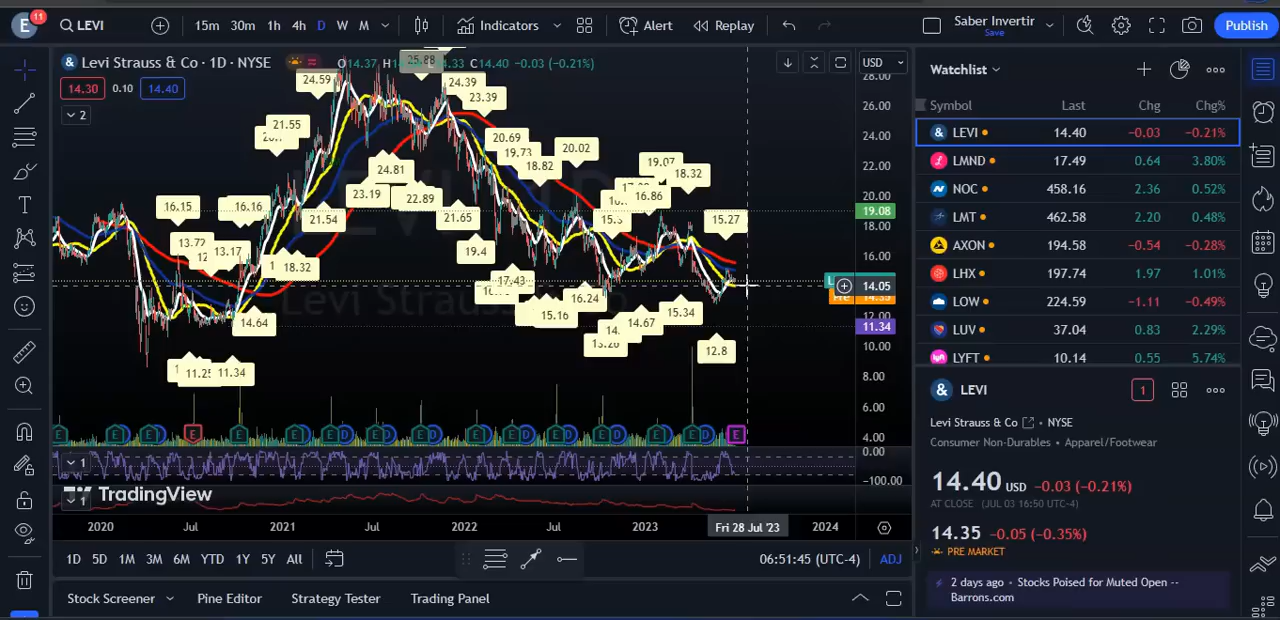 E 11 LEVI 15m 30m 1h 4h D W M Indicators Alert Replay Saber Invertir Save Publish
Levi Strauss & Co · 1D · NYSE
C14.40 −0.03 (−0.21%)
14.30 0.10 14.40
2
USD
28.00
26.00
24.00
22.00
20.00
19.08
18.00
16.00
14.05
12.00
11.34
10.00
8.00
6.00
4.00
0.00
−100.00
24.59
25.88
24.39
23.39
21.55
20.69
19.73
18.82
20.02
19.07
18.32
16.86
15.27
24.81
23.19
22.89
21.54
21.65
16.15
16.16
13.72
13.17
18.32
19.4
17.43
16.24
15.16
14.67
15.34
12.8
14.64
11.25
11.34
1
TradingView
1
2020 Jul 2021 Jul 2022 Jul 2023 Fri 28 Jul '23 2024
1D 5D 1M 3M 6M YTD 1Y 5Y All 06:51:45 (UTC-4) ADJ
Stock Screener Pine Editor Strategy Tester Trading Panel
Watchlist
Symbol Last Chg Chg%
LEVI 14.40 −0.03 −0.21%
LMND 17.49 0.64 3.80%
NOC 458.16 2.36 0.52%
LMT 462.58 2.20 0.48%
AXON 194.58 −0.54 −0.28%
LHX 197.74 1.97 1.01%
LOW 224.59 −1.11 −0.49%
LUV 37.04 0.83 2.29%
LYFT 10.14 0.55 5.74%
LEVI 1
Levi Strauss & Co · NYSE
Consumer Non-Durables • Apparel/Footwear
14.40 USD −0.03 (−0.21%)
AT CLOSE (JUL 03 16:50 UTC-4)
14.35 −0.05 (−0.35%)
PRE MARKET
2 days ago · Stocks Poised for Muted Open --
Barrons.com